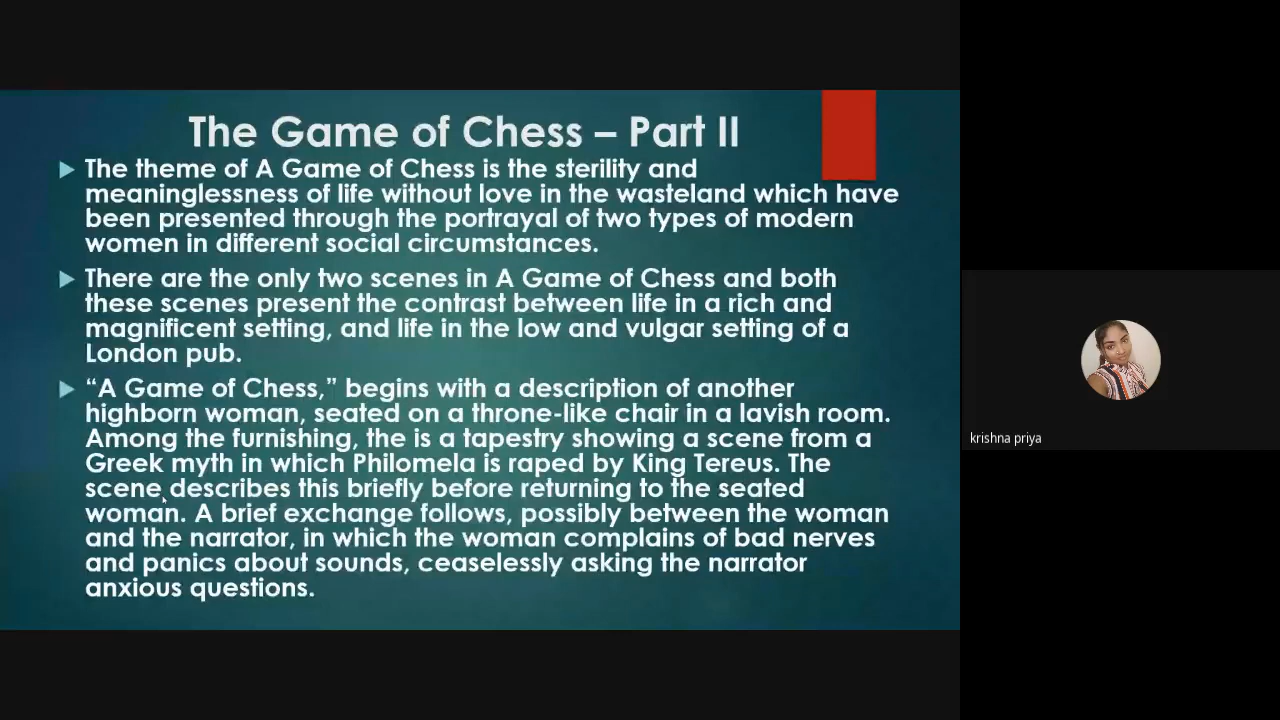 The Game of Chess – Part II
The theme of A Game of Chess is the sterility and
meaninglessness of life without love in the wasteland which have
been presented through the portrayal of two types of modern
women in different social circumstances.
There are the only two scenes in A Game of Chess and both
these scenes present the contrast between life in a rich and
magnificent setting, and life in the low and vulgar setting of a
London pub.
“A Game of Chess,” begins with a description of another
highborn woman, seated on a throne-like chair in a lavish room.
Among the furnishing, the is a tapestry showing a scene from a
Greek myth in which Philomela is raped by King Tereus. The
scene describes this briefly before returning to the seated
woman. A brief exchange follows, possibly between the woman
and the narrator, in which the woman complains of bad nerves
and panics about sounds, ceaselessly asking the narrator
anxious questions.
krishna priya